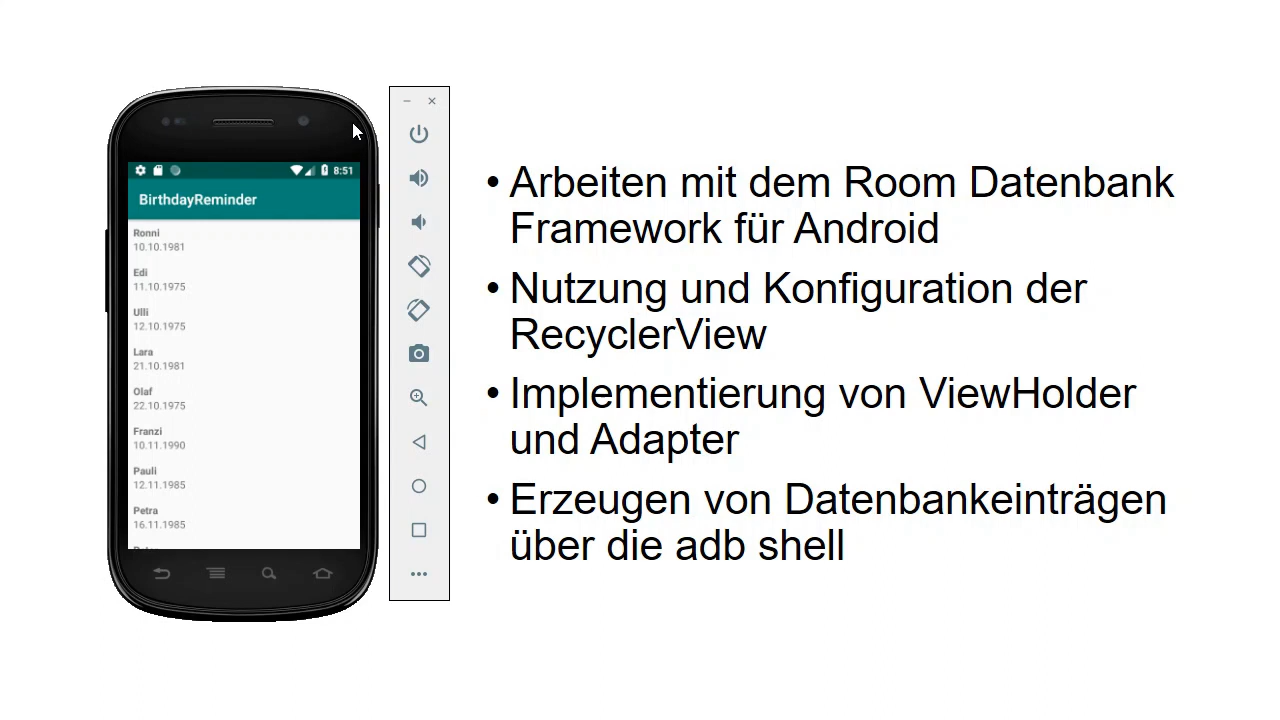 8:51
BirthdayReminder
Ronni
10.10.1981
Edi
11.10.1975
Ulli
12.10.1975
Lara
21.10.1981
Olaf
22.10.1975
Franzi
10.11.1990
Pauli
12.11.1985
Petra
16.11.1985
• Arbeiten mit dem Room Datenbank
Framework für Android
• Nutzung und Konfiguration der
RecyclerView
• Implementierung von ViewHolder
und Adapter
• Erzeugen von Datenbankeinträgen
über die adb shell